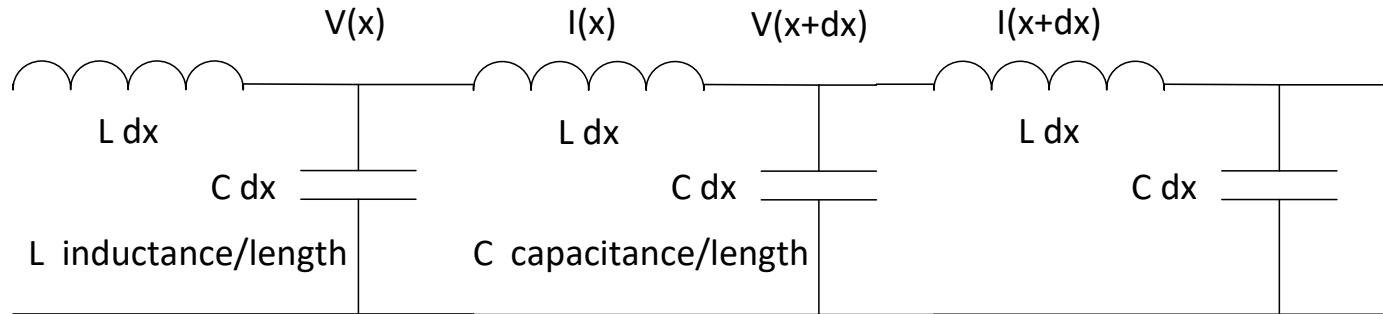 V(x) I(x) V(x+dx) I(x+dx)
L dx L dx L dx
C dx C dx C dx
L inductance/length C capacitance/length